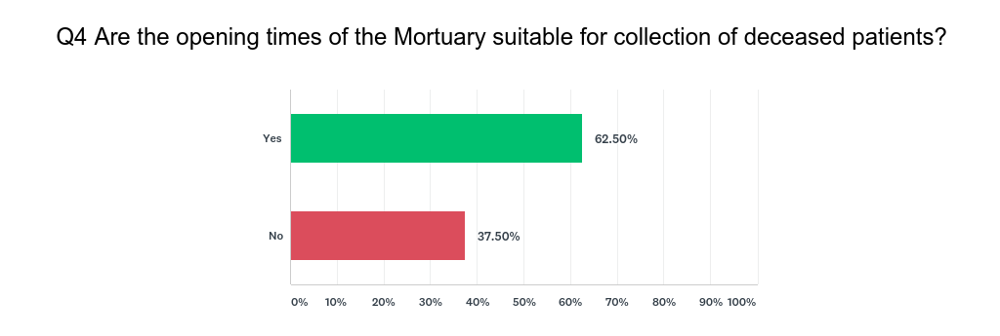 Q4 Are the opening times of the Mortuary suitable for collection of deceased patients?
Yes 62.50%
No 37.50%
0% 10% 20% 30% 40% 50% 60% 70% 80% 90% 100%